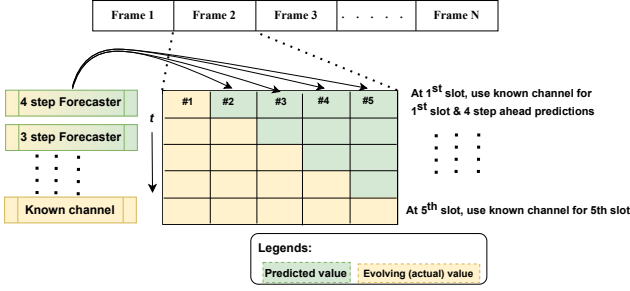 Frame 1 Frame 2 Frame 3 . . . . . Frame N
4 step Forecaster
3 step Forecaster
Known channel
t
#1 #2 #3 #4 #5
At 1st slot, use known channel for
1st slot & 4 step ahead predictions
At 5th slot, use known channel for 5th slot
Legends:
Predicted value Evolving (actual) value